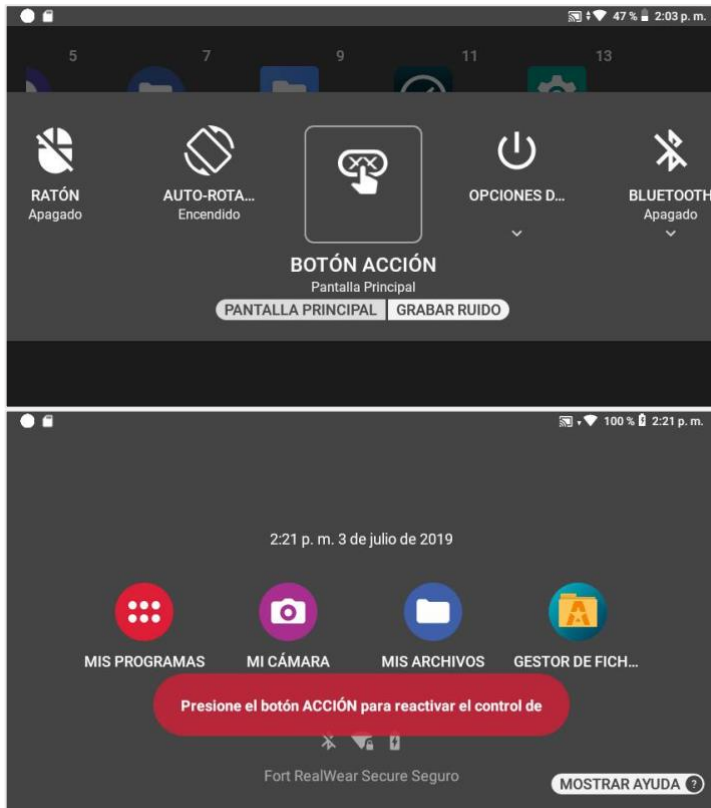 47 % 2:03 p. m.
5 7 9 11 13
RATÓN
Apagado
AUTO-ROTA...
Encendido
OPCIONES D...
BLUETOOTH
Apagado
BOTÓN ACCIÓN
Pantalla Principal
PANTALLA PRINCIPAL GRABAR RUIDO
100 % 2:21 p. m.
2:21 p. m. 3 de julio de 2019
MIS PROGRAMAS MI CÁMARA MIS ARCHIVOS GESTOR DE FICH...
Presione el botón ACCIÓN para reactivar el control de
Fort RealWear Secure Seguro
MOSTRAR AYUDA ?